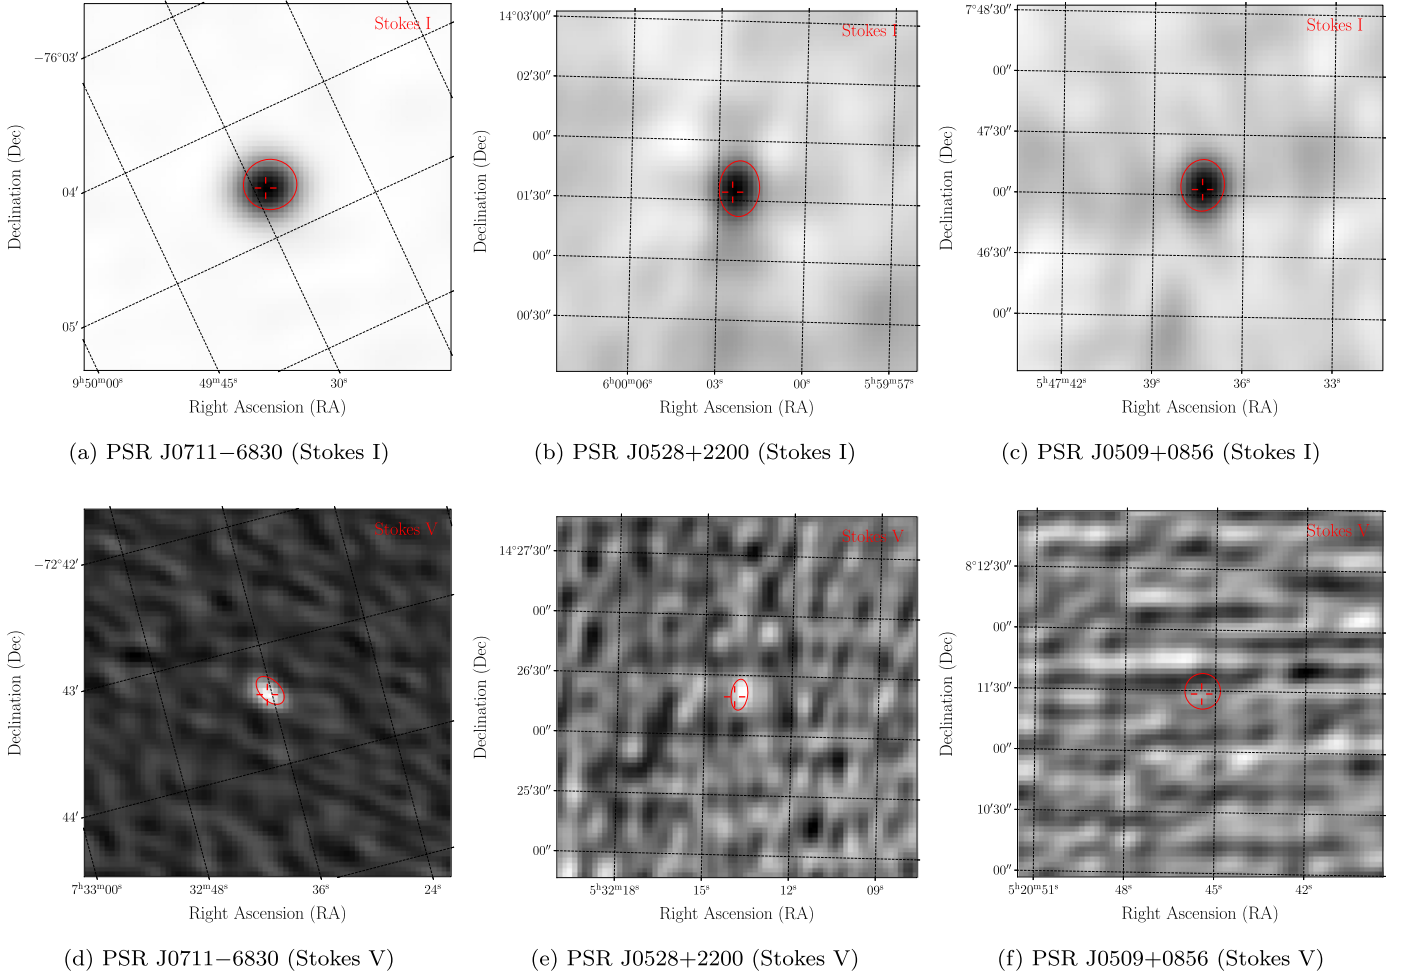 Stokes I
−76°03′
04′
05′
9ʰ50ᵐ00ˢ
49ᵐ45ˢ
30ˢ
Declination (Dec)
Right Ascension (RA)
(a) PSR J0711−6830 (Stokes I)
Stokes I
14°03′00″
02′30″
00″
01′30″
00″
00′30″
6ʰ00ᵐ06ˢ
03ˢ
00ˢ
5ʰ59ᵐ57ˢ
Declination (Dec)
Right Ascension (RA)
(b) PSR J0528+2200 (Stokes I)
Stokes I
7°48′30″
00″
47′30″
00″
46′30″
00″
5ʰ47ᵐ42ˢ
39ˢ
36ˢ
33ˢ
Declination (Dec)
Right Ascension (RA)
(c) PSR J0509+0856 (Stokes I)
Stokes V
−72°42′
43′
44′
7ʰ33ᵐ00ˢ
32ᵐ48ˢ
36ˢ
24ˢ
Declination (Dec)
Right Ascension (RA)
(d) PSR J0711−6830 (Stokes V)
Stokes V
14°27′30″
00″
26′30″
00″
25′30″
00″
5ʰ32ᵐ18ˢ
15ˢ
12ˢ
09ˢ
Declination (Dec)
Right Ascension (RA)
(e) PSR J0528+2200 (Stokes V)
Stokes V
8°12′30″
00″
11′30″
00″
10′30″
00″
5ʰ20ᵐ51ˢ
48ˢ
45ˢ
42ˢ
Declination (Dec)
Right Ascension (RA)
(f) PSR J0509+0856 (Stokes V)